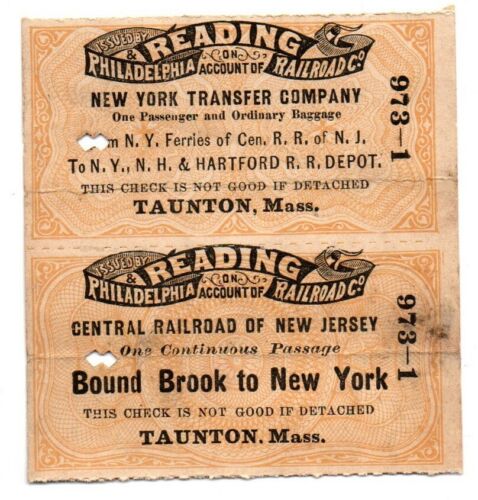 ISSUED BY
PHILADELPHIA & READING RAILROAD CO.
ON ACCOUNT OF
NEW YORK TRANSFER COMPANY
One Passenger and Ordinary Baggage
m N.Y. Ferries of Cen. R. R. of N. J.
To N. Y., N. H. & HARTFORD R. R. DEPOT.
THIS CHECK IS NOT GOOD IF DETACHED
TAUNTON, Mass.
973-1
ISSUED BY
PHILADELPHIA & READING RAILROAD CO.
ON ACCOUNT OF
CENTRAL RAILROAD OF NEW JERSEY
One Continuous Passage
Bound Brook to New York
THIS CHECK IS NOT GOOD IF DETACHED
TAUNTON, Mass.
973-1